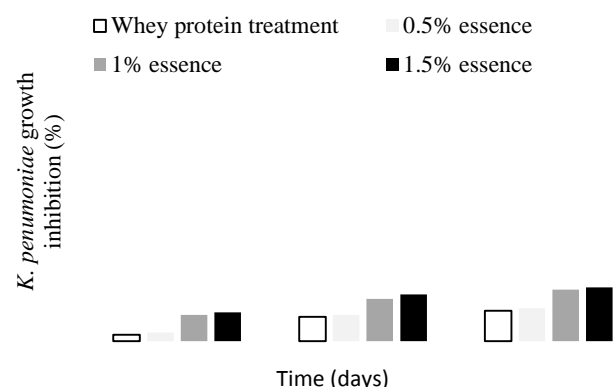 Whey protein treatment
0.5% essence
1% essence
1.5% essence
K. penumoniae growth
inhibition (%)
Time (days)